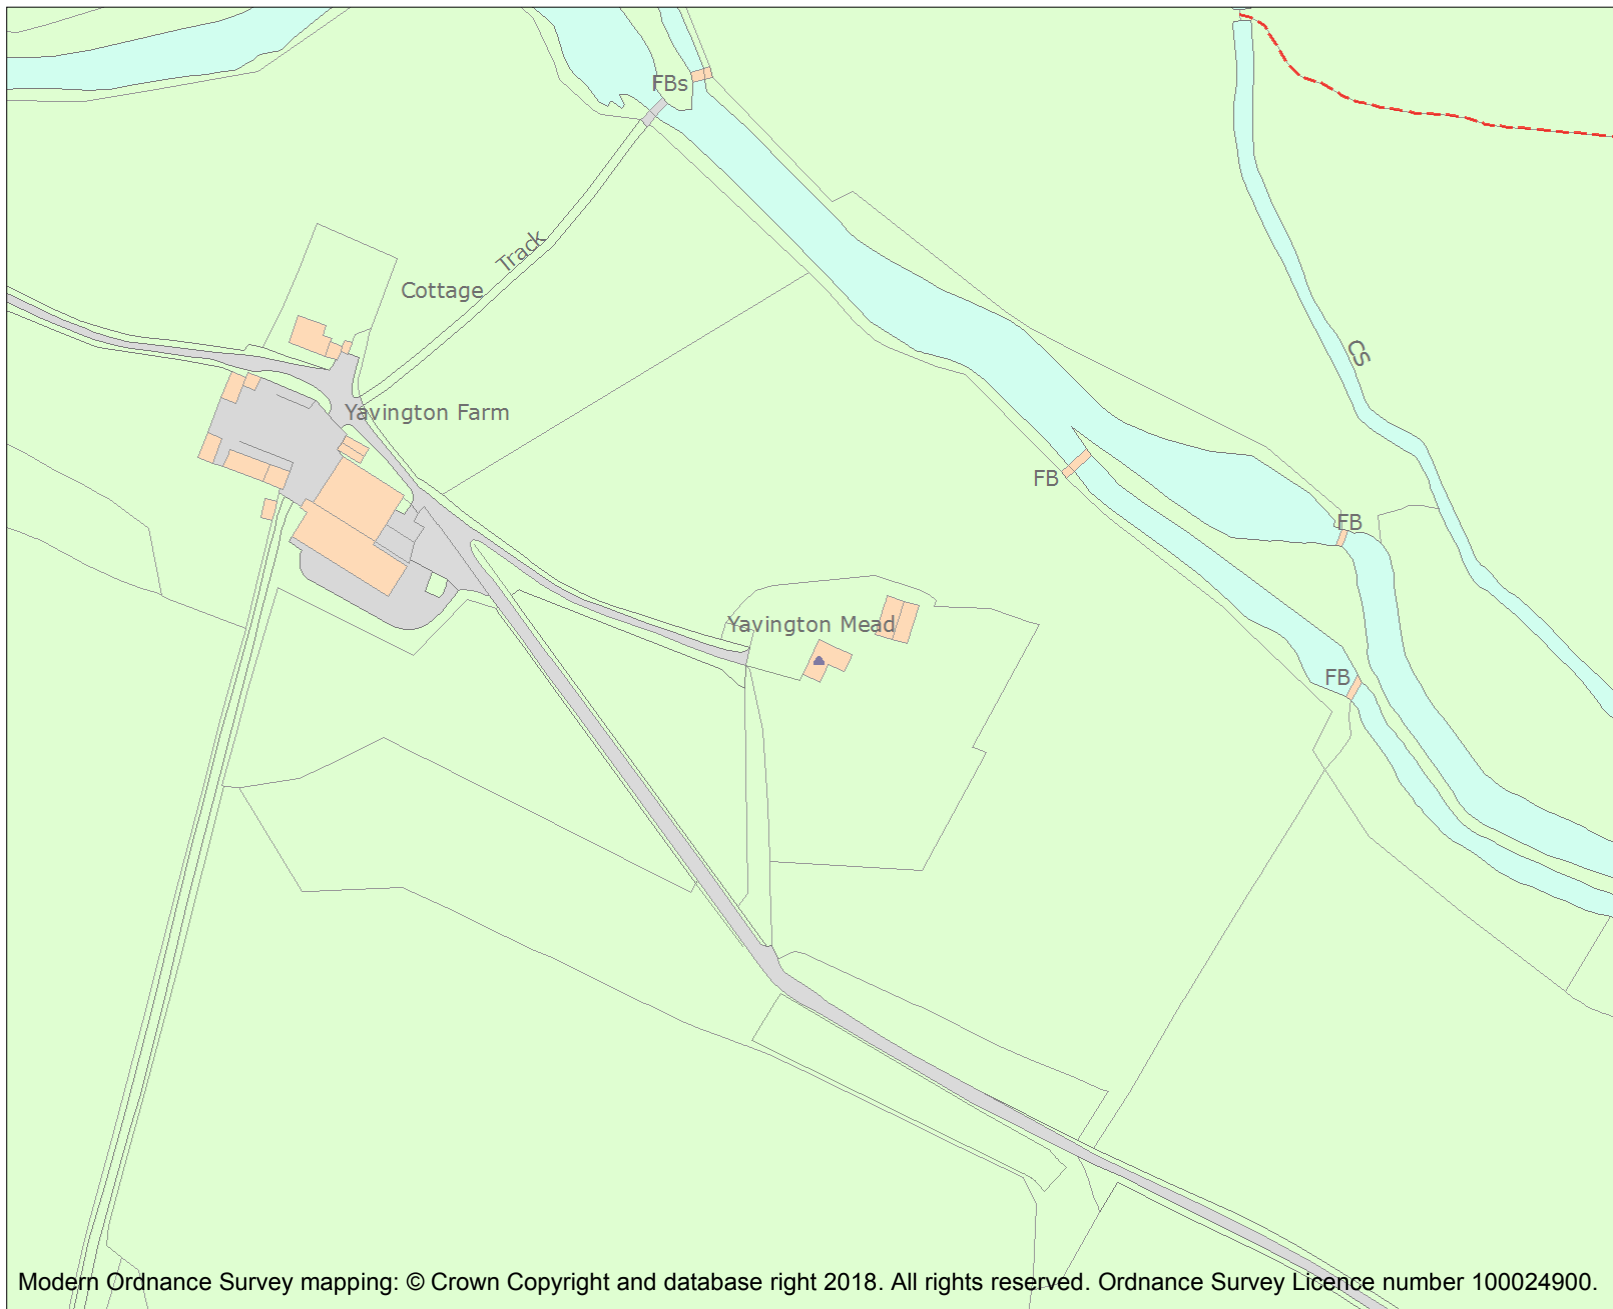 FBs
Track
Cottage
CS
Yavington Farm
FB
FB
Yavington Mead
FB
Modern Ordnance Survey mapping: © Crown Copyright and database right 2018. All rights reserved. Ordnance Survey Licence number 100024900.